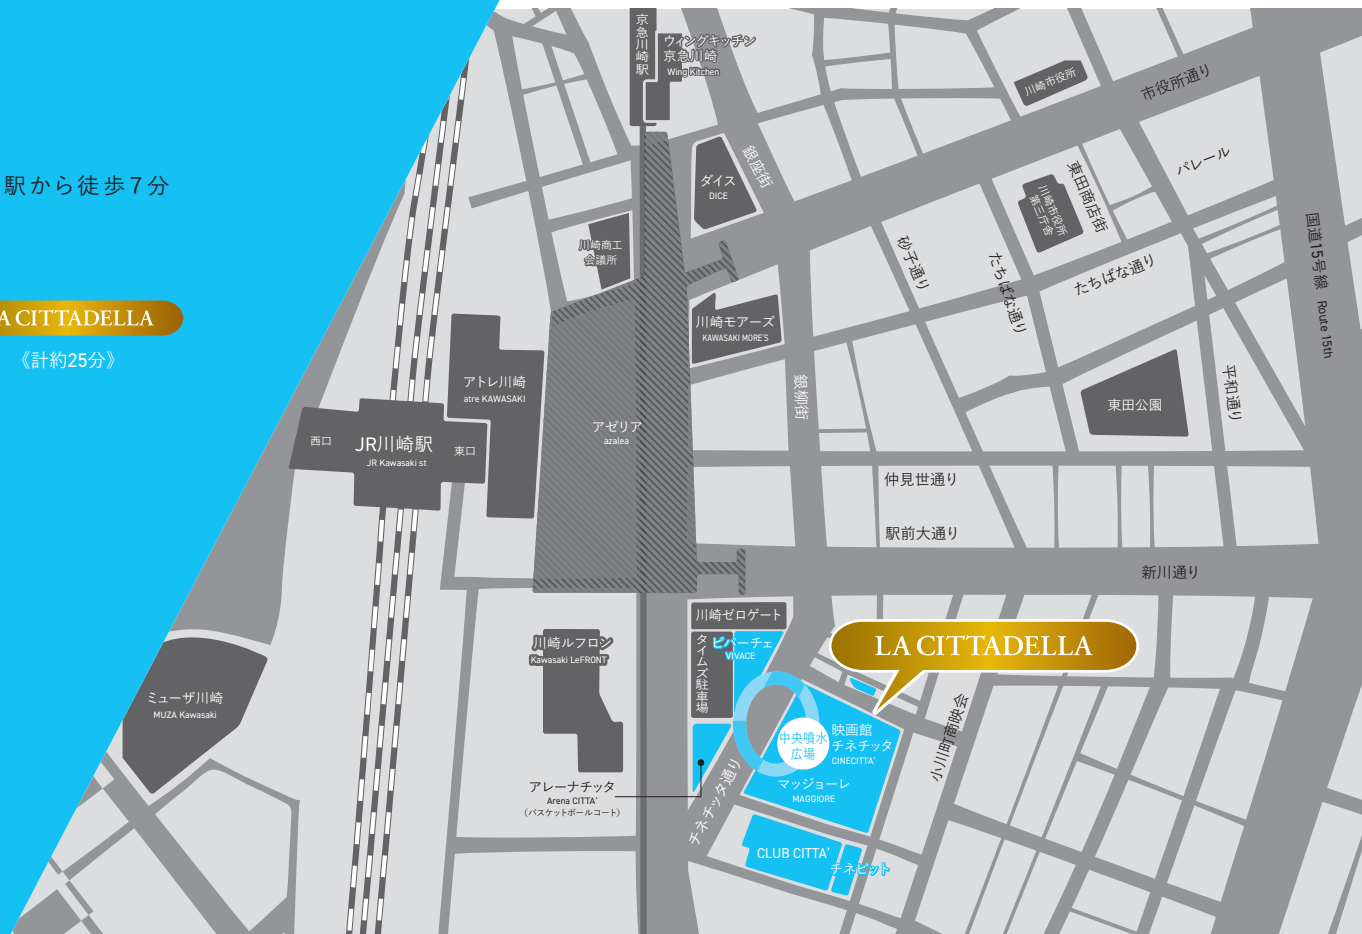 駅から徒歩7分
A CITTADELLA
《計約25分》
京急川崎駅
ウィングキッチン
京急川崎
Wing Kitchen
川崎市役所
市役所通り
銀座街
ダイス
DICE
川崎市役所
第三庁舎
東田商店街
パレール
国道15号線 Route 15th
川崎商工
会議所
砂子通り
たちばな通り
たちばな通り
川崎モアーズ
KAWASAKI MORE'S
銀柳街
平和通り
東田公園
アトレ川崎
atre KAWASAKI
アゼリア
azalea
西口
JR川崎駅
JR Kawasaki st
東口
仲見世通り
駅前大通り
新川通り
川崎ゼロゲート
タイムズ駐車場
ビバーチェ
VIVACE
川崎ルフロン
Kawasaki LeFRONT
LA CITTADELLA
ミューザ川崎
MUZA Kawasaki
中央噴水
広場
映画館
チネチッタ
CINECITTA'
マッジョーレ
MAGGIORE
小川町商映会
チネチッタ通り
アレーナチッタ
Arena CITTA'
（バスケットボールコート）
CLUB CITTA'
チネピット